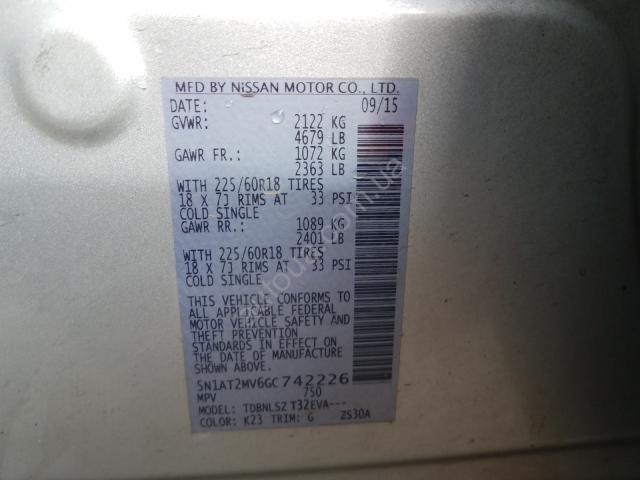 MFD BY NISSAN MOTOR CO., LTD.
DATE: 09/15
GVWR: 2122 KG
4679 LB
GAWR FR.: 1072 KG
2363 LB
WITH 225/60R18 TIRES
18 X 7J RIMS AT 33 PSI
COLD SINGLE
GAWR RR.: 1089 KG
2401 LB
WITH 225/60R18 TIRES
18 X 7J RIMS AT 33 PSI
COLD SINGLE
THIS VEHICLE CONFORMS TO
ALL APPLICABLE FEDERAL
MOTOR VEHICLE SAFETY AND
THEFT PREVENTION
STANDARDS IN EFFECT ON
THE DATE OF MANUFACTURE
SHOWN ABOVE.
5N1AT2MV6GC742226
MPV 750
MODEL: TDBNLSZ T32EVA---
COLOR: K23 TRIM: G ZS30A